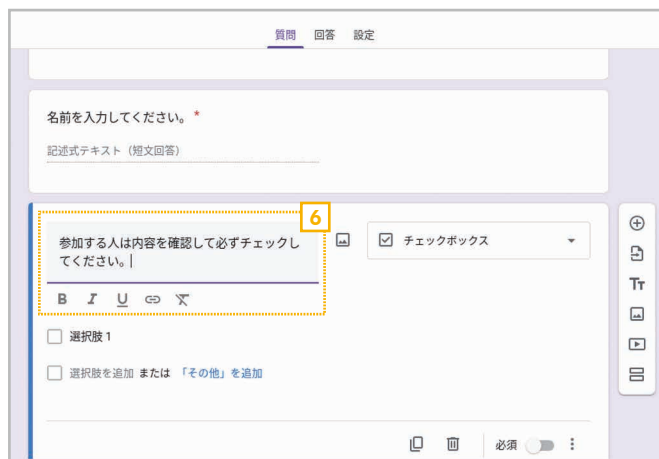 質問 回答 設定
名前を入力してください。 *
記述式テキスト（短文回答）
6
参加する人は内容を確認して必ずチェックし
てください。
チェックボックス
B I U
選択肢 1
選択肢を追加 または 「その他」を追加
Tт
必須